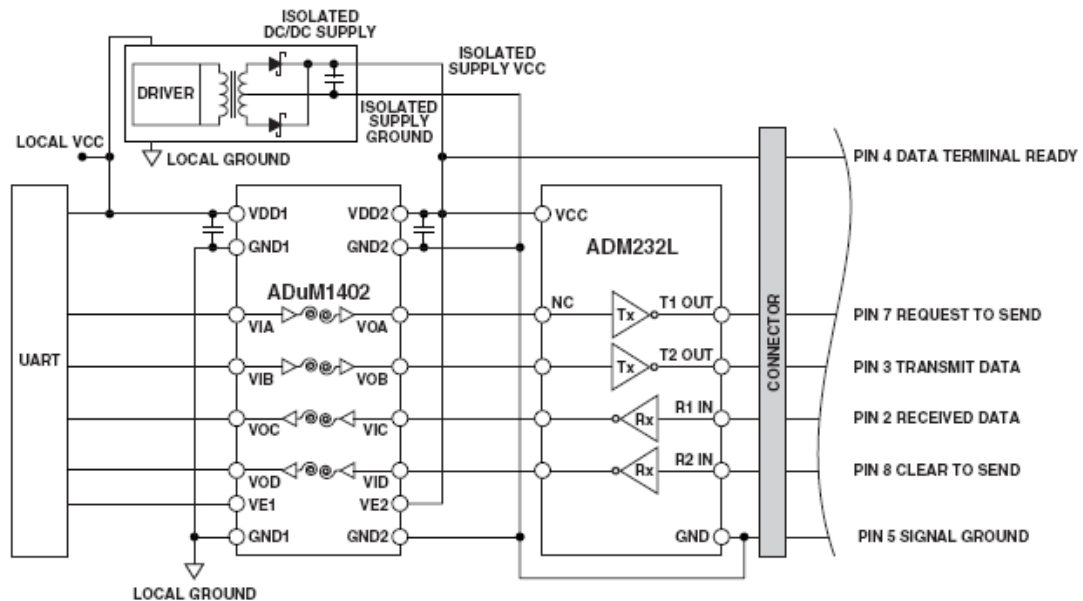 ISOLATED
DC/DC SUPPLY
ISOLATED
SUPPLY VCC
DRIVER
ISOLATED
SUPPLY
GROUND
LOCAL VCC
LOCAL GROUND
PIN 4 DATA TERMINAL READY
VDD1
VDD2
VCC
GND1
GND2
ADM232L
ADuM1402
NC
T1 OUT
Tx
VIA
VOA
PIN 7 REQUEST TO SEND
UART
CONNECTOR
T2 OUT
Tx
VIB
VOB
PIN 3 TRANSMIT DATA
R1 IN
Rx
VOC
VIC
PIN 2 RECEIVED DATA
R2 IN
Rx
VOD
VID
PIN 8 CLEAR TO SEND
VE1
VE2
GND1
GND2
GND
PIN 5 SIGNAL GROUND
LOCAL GROUND